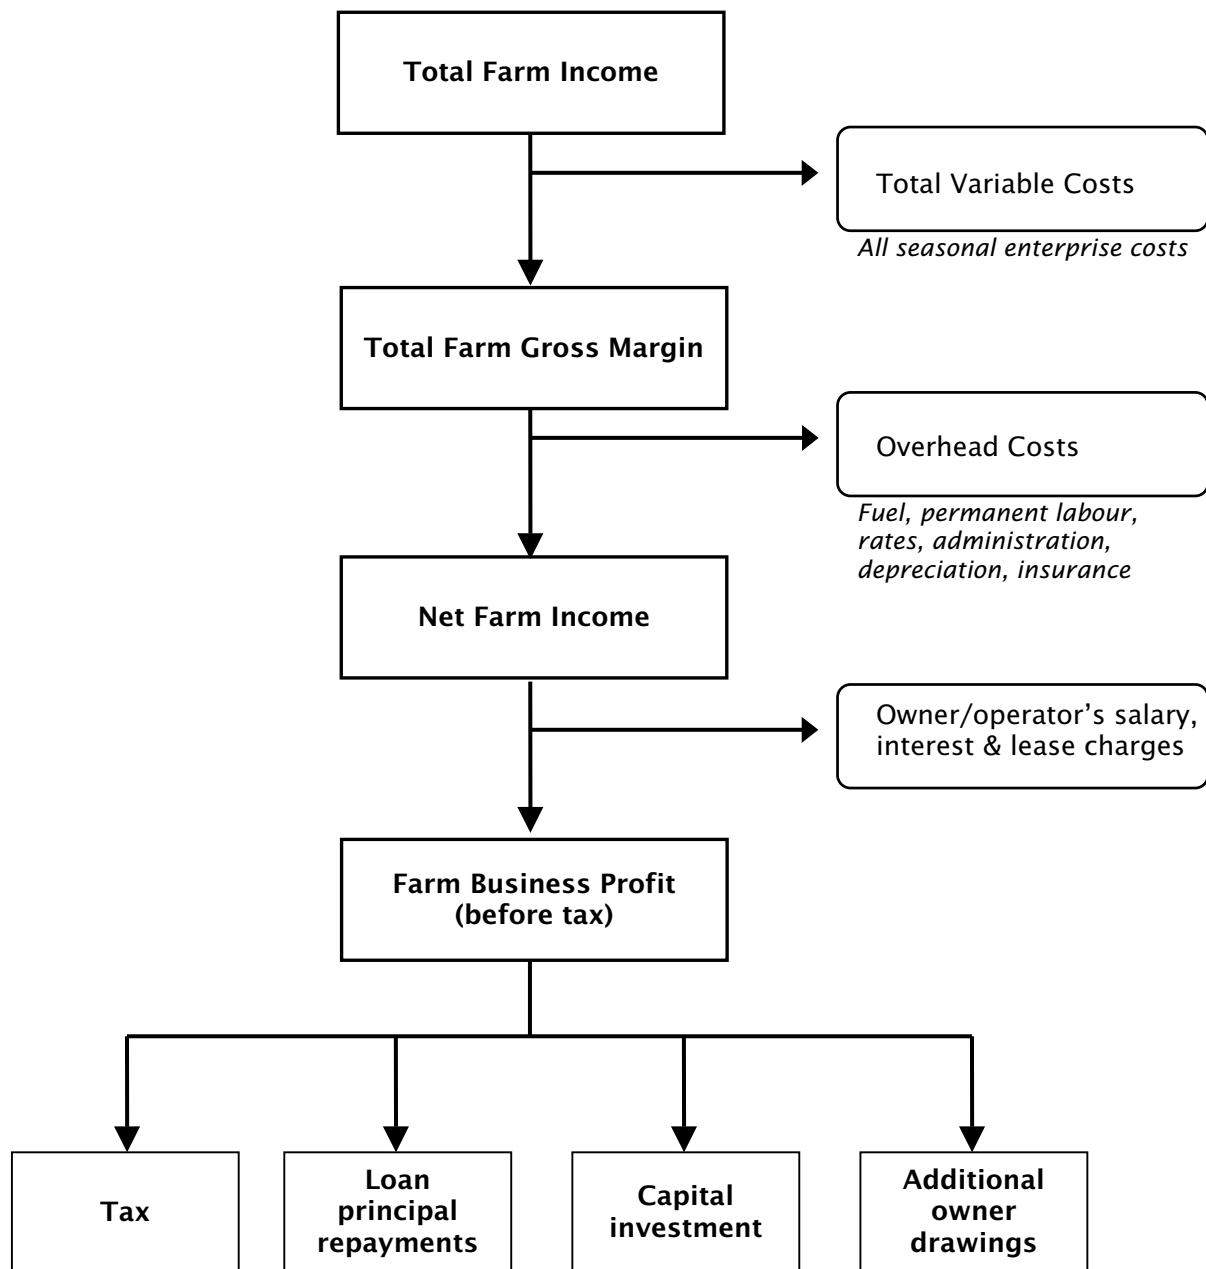 Total Farm Income
Total Variable Costs
All seasonal enterprise costs
Total Farm Gross Margin
Overhead Costs
Fuel, permanent labour,
rates, administration,
depreciation, insurance
Net Farm Income
Owner/operator’s salary,
interest & lease charges
Farm Business Profit
(before tax)
Tax
Loan
principal
repayments
Capital
investment
Additional
owner
drawings